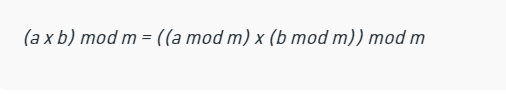 (a x b) mod m = ((a mod m) x (b mod m)) mod m